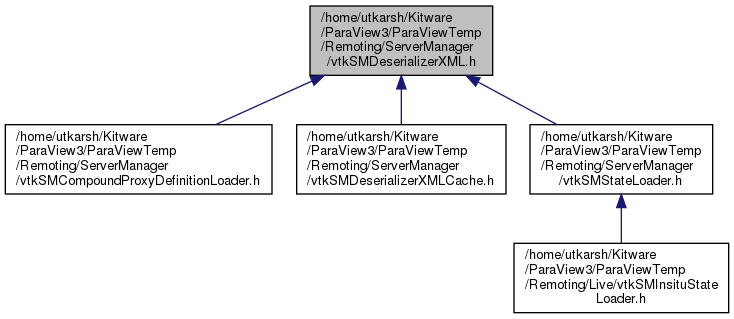 /home/utkarsh/Kitware
/ParaView3/ParaViewTemp
/Remoting/ServerManager
/vtkSMDeserializerXML.h
/home/utkarsh/Kitware
/ParaView3/ParaViewTemp
/Remoting/ServerManager
/vtkSMCompoundProxyDefinitionLoader.h
/home/utkarsh/Kitware
/ParaView3/ParaViewTemp
/Remoting/ServerManager
/vtkSMDeserializerXMLCache.h
/home/utkarsh/Kitware
/ParaView3/ParaViewTemp
/Remoting/ServerManager
/vtkSMStateLoader.h
/home/utkarsh/Kitware
/ParaView3/ParaViewTemp
/Remoting/Live/vtkSMInsituState
Loader.h